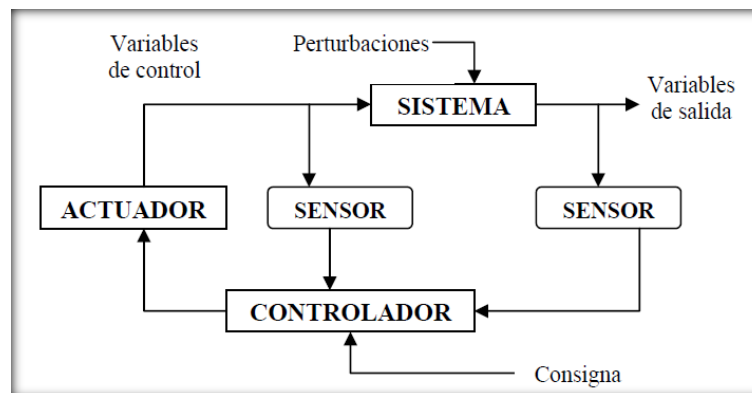 Variables
de control
Perturbaciones
Variables
de salida
SISTEMA
ACTUADOR
SENSOR
SENSOR
CONTROLADOR
Consigna